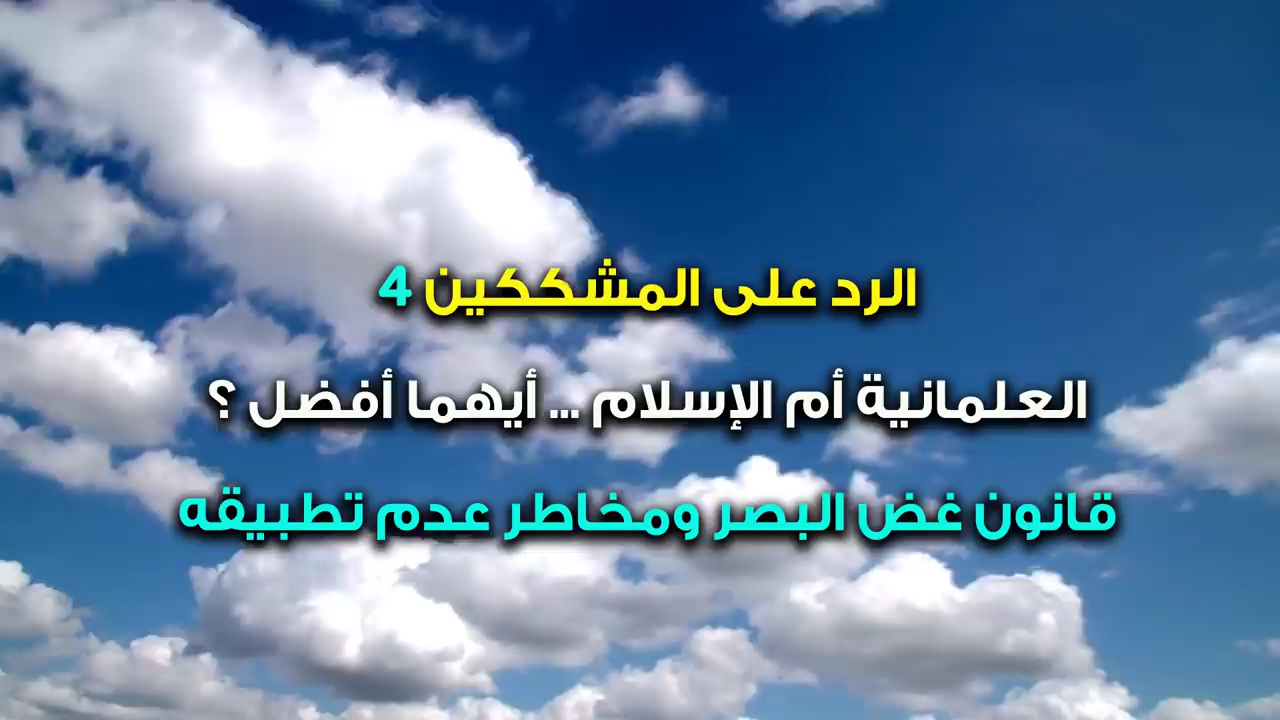 الرد على المشككين 4
العلمانية أم الإسلام ... أيهما أفضل ؟
قانون غض البصر ومخاطر عدم تطبيقه